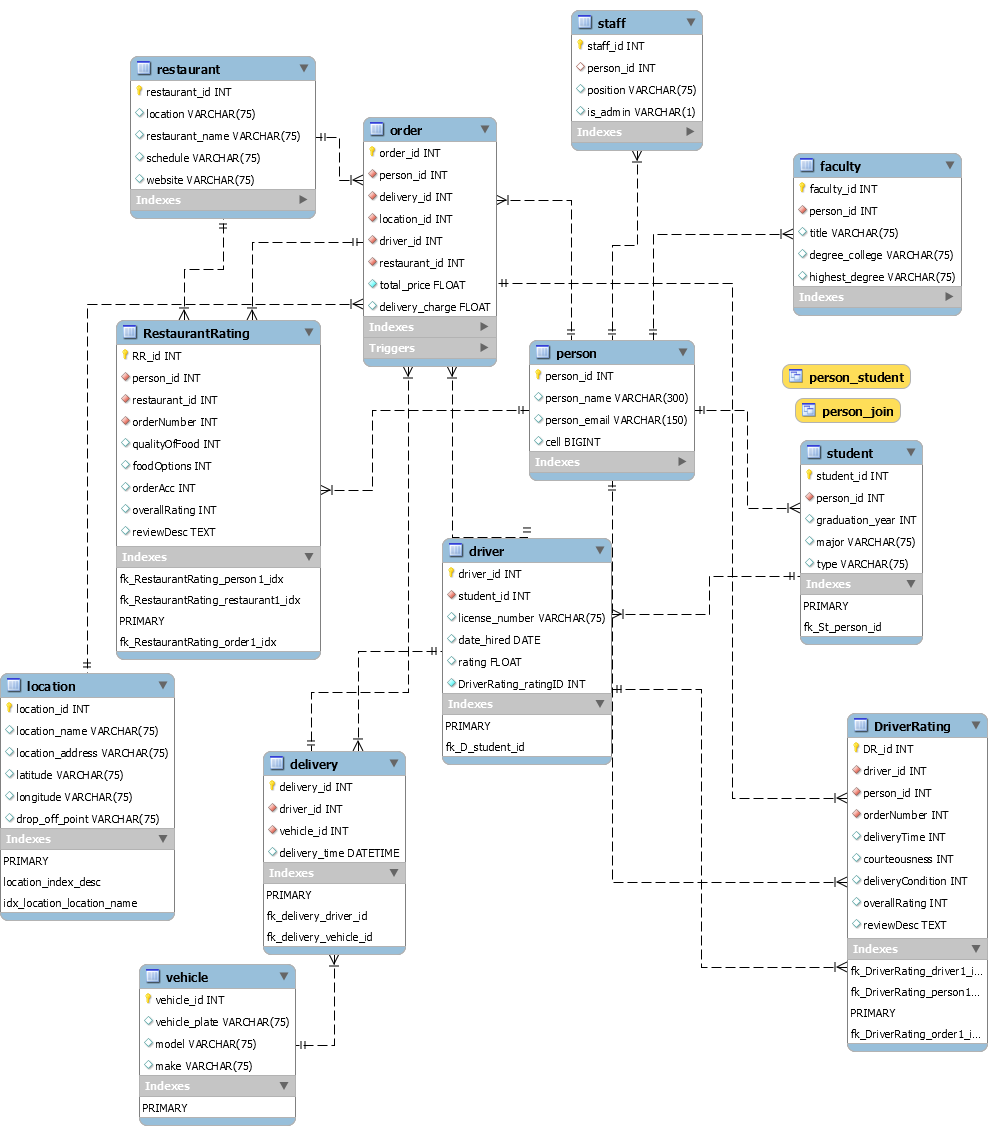 staff
staff_id INT
person_id INT
position VARCHAR(75)
is_admin VARCHAR(1)
Indexes
restaurant
restaurant_id INT
location VARCHAR(75)
restaurant_name VARCHAR(75)
schedule VARCHAR(75)
website VARCHAR(75)
Indexes
order
order_id INT
person_id INT
delivery_id INT
location_id INT
driver_id INT
restaurant_id INT
total_price FLOAT
delivery_charge FLOAT
Indexes
Triggers
faculty
faculty_id INT
person_id INT
title VARCHAR(75)
degree_college VARCHAR(75)
highest_degree VARCHAR(75)
Indexes
RestaurantRating
RR_id INT
person_id INT
restaurant_id INT
orderNumber INT
qualityOfFood INT
foodOptions INT
orderAcc INT
overallRating INT
reviewDesc TEXT
Indexes
fk_RestaurantRating_person1_idx
fk_RestaurantRating_restaurant1_idx
PRIMARY
fk_RestaurantRating_order1_idx
person
person_id INT
person_name VARCHAR(300)
person_email VARCHAR(150)
cell BIGINT
Indexes
person_student
person_join
student
student_id INT
person_id INT
graduation_year INT
major VARCHAR(75)
type VARCHAR(75)
Indexes
PRIMARY
fk_St_person_id
driver
driver_id INT
student_id INT
license_number VARCHAR(75)
date_hired DATE
rating FLOAT
DriverRating_ratingID INT
Indexes
PRIMARY
fk_D_student_id
location
location_id INT
location_name VARCHAR(75)
location_address VARCHAR(75)
latitude VARCHAR(75)
longitude VARCHAR(75)
drop_off_point VARCHAR(75)
Indexes
PRIMARY
location_index_desc
idx_location_location_name
delivery
delivery_id INT
driver_id INT
vehicle_id INT
delivery_time DATETIME
Indexes
PRIMARY
fk_delivery_driver_id
fk_delivery_vehicle_id
DriverRating
DR_id INT
driver_id INT
person_id INT
orderNumber INT
deliveryTime INT
courteousness INT
deliveryCondition INT
overallRating INT
reviewDesc TEXT
Indexes
fk_DriverRating_driver1_i...
fk_DriverRating_person1...
PRIMARY
fk_DriverRating_order1_i...
vehicle
vehicle_id INT
vehicle_plate VARCHAR(75)
model VARCHAR(75)
make VARCHAR(75)
Indexes
PRIMARY